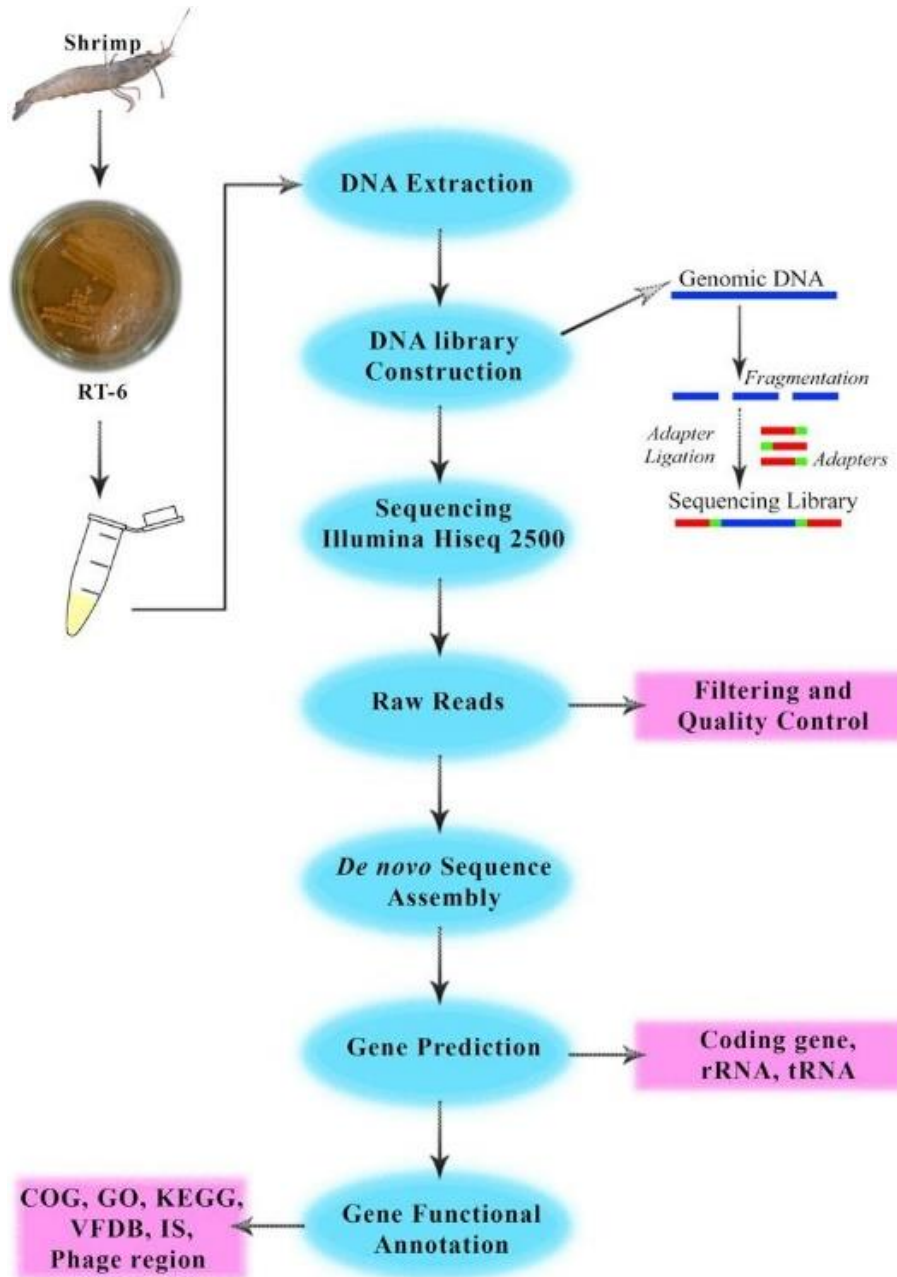 Shrimp
RT-6
DNA Extraction
DNA library
Construction
Genomic DNA
Fragmentation
Adapter
Ligation
Adapters
Sequencing Library
Sequencing
Illumina Hiseq 2500
Raw Reads
Filtering and
Quality Control
De novo Sequence
Assembly
Gene Prediction
Coding gene,
rRNA, tRNA
Gene Functional
Annotation
COG, GO, KEGG,
VFDB, IS,
Phage region